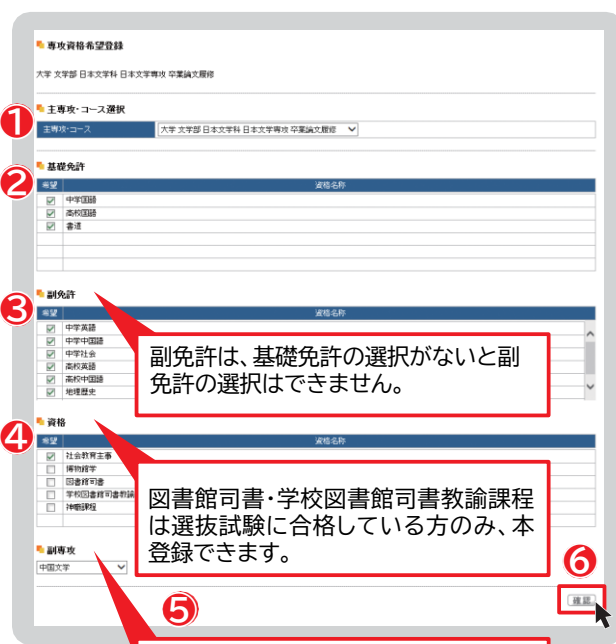 専攻資格希望登録
大学 文学部 日本文学科 日本文学専攻 卒業論文履修
主専攻・コース選択
1
主専攻・コース 大学 文学部 日本文学科 日本文学専攻 卒業論文履修
基礎免許
2
希望 資格名称
中学国語
高校国語
書道
副免許
3
希望 資格名称
中学英語
中学中国語
中学社会
高校英語
高校中国語
地理歴史
副免許は、基礎免許の選択がないと副
免許の選択はできません。
資格
4
希望 資格名称
社会教育主事
博物館学
図書館司書
学校図書館司書教諭
神職課程
図書館司書・学校図書館司書教諭課程
は選抜試験に合格している方のみ、本
登録できます。
副専攻
中国文学
5
6
確認